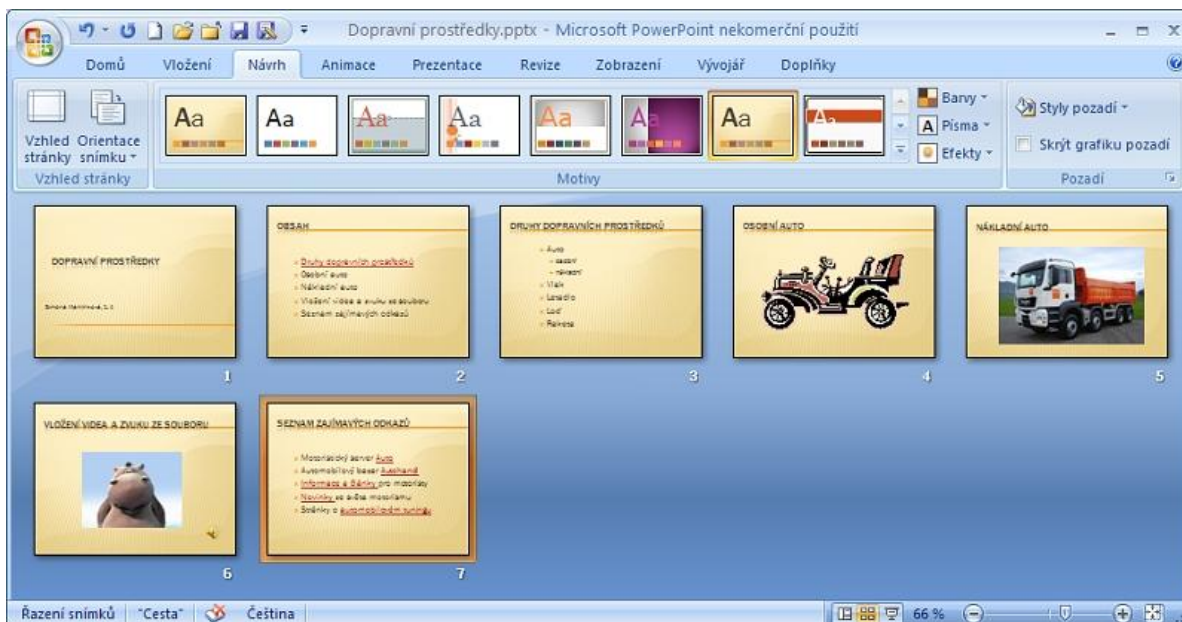 Dopravní prostředky.pptx - Microsoft PowerPoint nekomerční použití
Domů Vložení Návrh Animace Prezentace Revize Zobrazení Vývojář Doplňky
Vzhled stránky
Orientace snímku
Aa Aa Aa Aa Aa Aa Aa Aa
Barvy
Písma
Efekty
Styly pozadí
Skrýt grafiku pozadí
Vzhled stránky Motivy Pozadí
DOPRAVNÍ PROSTŘEDKY
1
OBSAH
Druhy dopravních prostředků
Osobní auto
Nákladní auto
Vložení videa a zvuku ze souboru
Seznam zajímavých odkazů
2
DRUHY DOPRAVNÍCH PROSTŘEDKŮ
Auto
osobní
nákladní
Vlak
Letadlo
Loď
Raketa
3
OSOBNÍ AUTO
4
NÁKLADNÍ AUTO
5
VLOŽENÍ VIDEA A ZVUKU ZE SOUBORU
6
SEZNAM ZAJÍMAVÝCH ODKAZŮ
Motoristický server Auto
Automobilový bazar
Informace a články pro motoristy
Novinky ze světa motorismu
Stránky o automobilovém tuningu
7
Řazení snímků "Cesta" Čeština 66 %